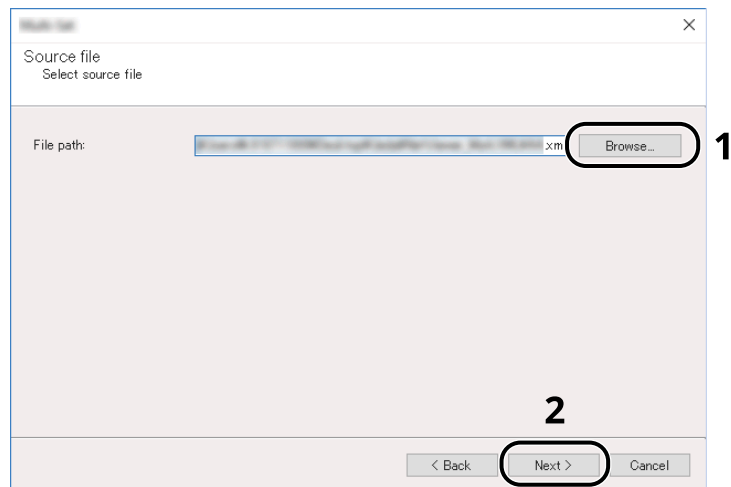 Source file
Select source file
File path: .xm Browse... 1
2
< Back Next > Cancel